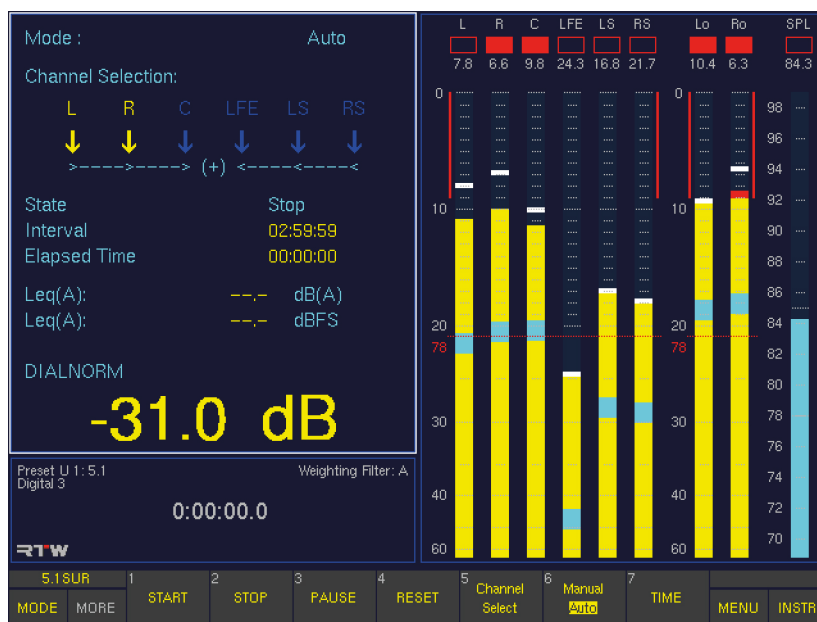 Mode : Auto
Channel Selection:
L R C LFE LS RS
>---->----> (+) <----<----<
State Stop
Interval 02:59:59
Elapsed Time 00:00:00
Leq(A): --.- dB(A)
Leq(A): --.- dBFS
DIALNORM
-31.0 dB
Preset U 1: 5.1 Weighting Filter: A
Digital 3
0:00:00.0
RTW
L R C LFE LS RS Lo Ro SPL
7.8 6.6 9.8 24.3 16.8 21.7 10.4 6.3 84.3
0 0
98
96
94
92
10 10
90
88
86
20 20 84
78 78
82
80
30 30 78
76
74
40 40 72
70
60 60
5.1SUR 1 2 3 4 5 6 7
START STOP PAUSE RESET Channel Select Manual Auto TIME
MODE MORE MENU INSTR